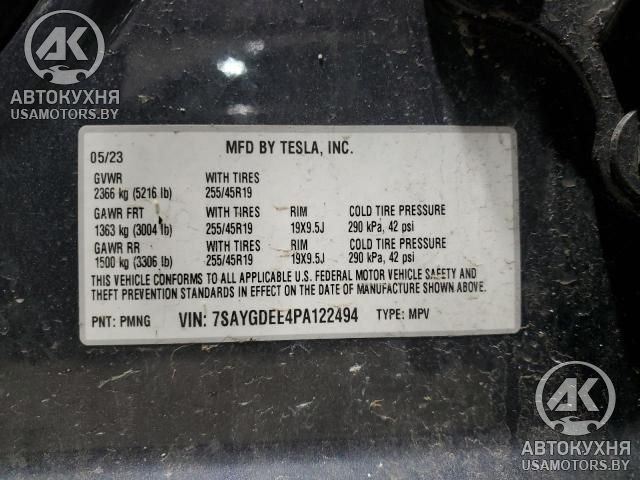 AK
АВТОКУХНЯ
USAMOTORS.BY
MFD BY TESLA, INC.
05/23
GVWR WITH TIRES
2366 kg (5216 lb) 255/45R19
GAWR FRT WITH TIRES RIM COLD TIRE PRESSURE
1363 kg (3004 lb) 255/45R19 19X9.5J 290 kPa, 42 psi
GAWR RR WITH TIRES RIM COLD TIRE PRESSURE
1500 kg (3306 lb) 255/45R19 19X9.5J 290 kPa, 42 psi
THIS VEHICLE CONFORMS TO ALL APPLICABLE U.S. FEDERAL MOTOR VEHICLE SAFETY AND
THEFT PREVENTION STANDARDS IN EFFECT ON THE DATE OF MANUFACTURE SHOWN ABOVE.
PNT: PMNG VIN: 7SAYGDEE4PA122494 TYPE: MPV
AK
АВТОКУХНЯ
USAMOTORS.BY